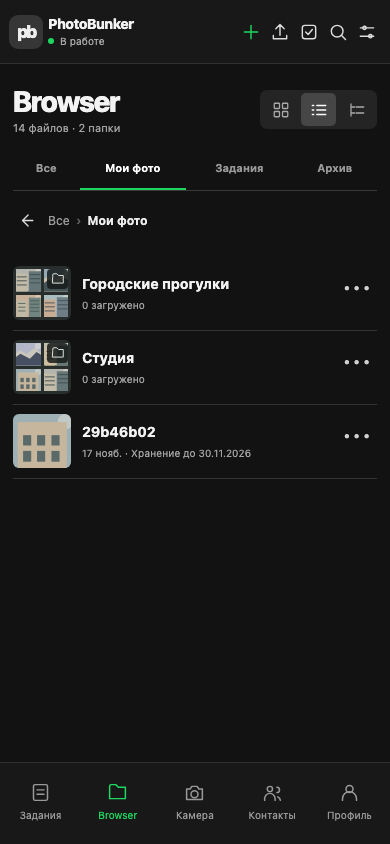 pb
PhotoBunker
В работе
Browser
14 файлов · 2 папки
Все
Мои фото
Задания
Архив
Все › Мои фото
Городские прогулки
0 загружено
Студия
0 загружено
29b46b02
17 нояб. · Хранение до 30.11.2026
Задания
Browser
Камера
Контакты
Профиль